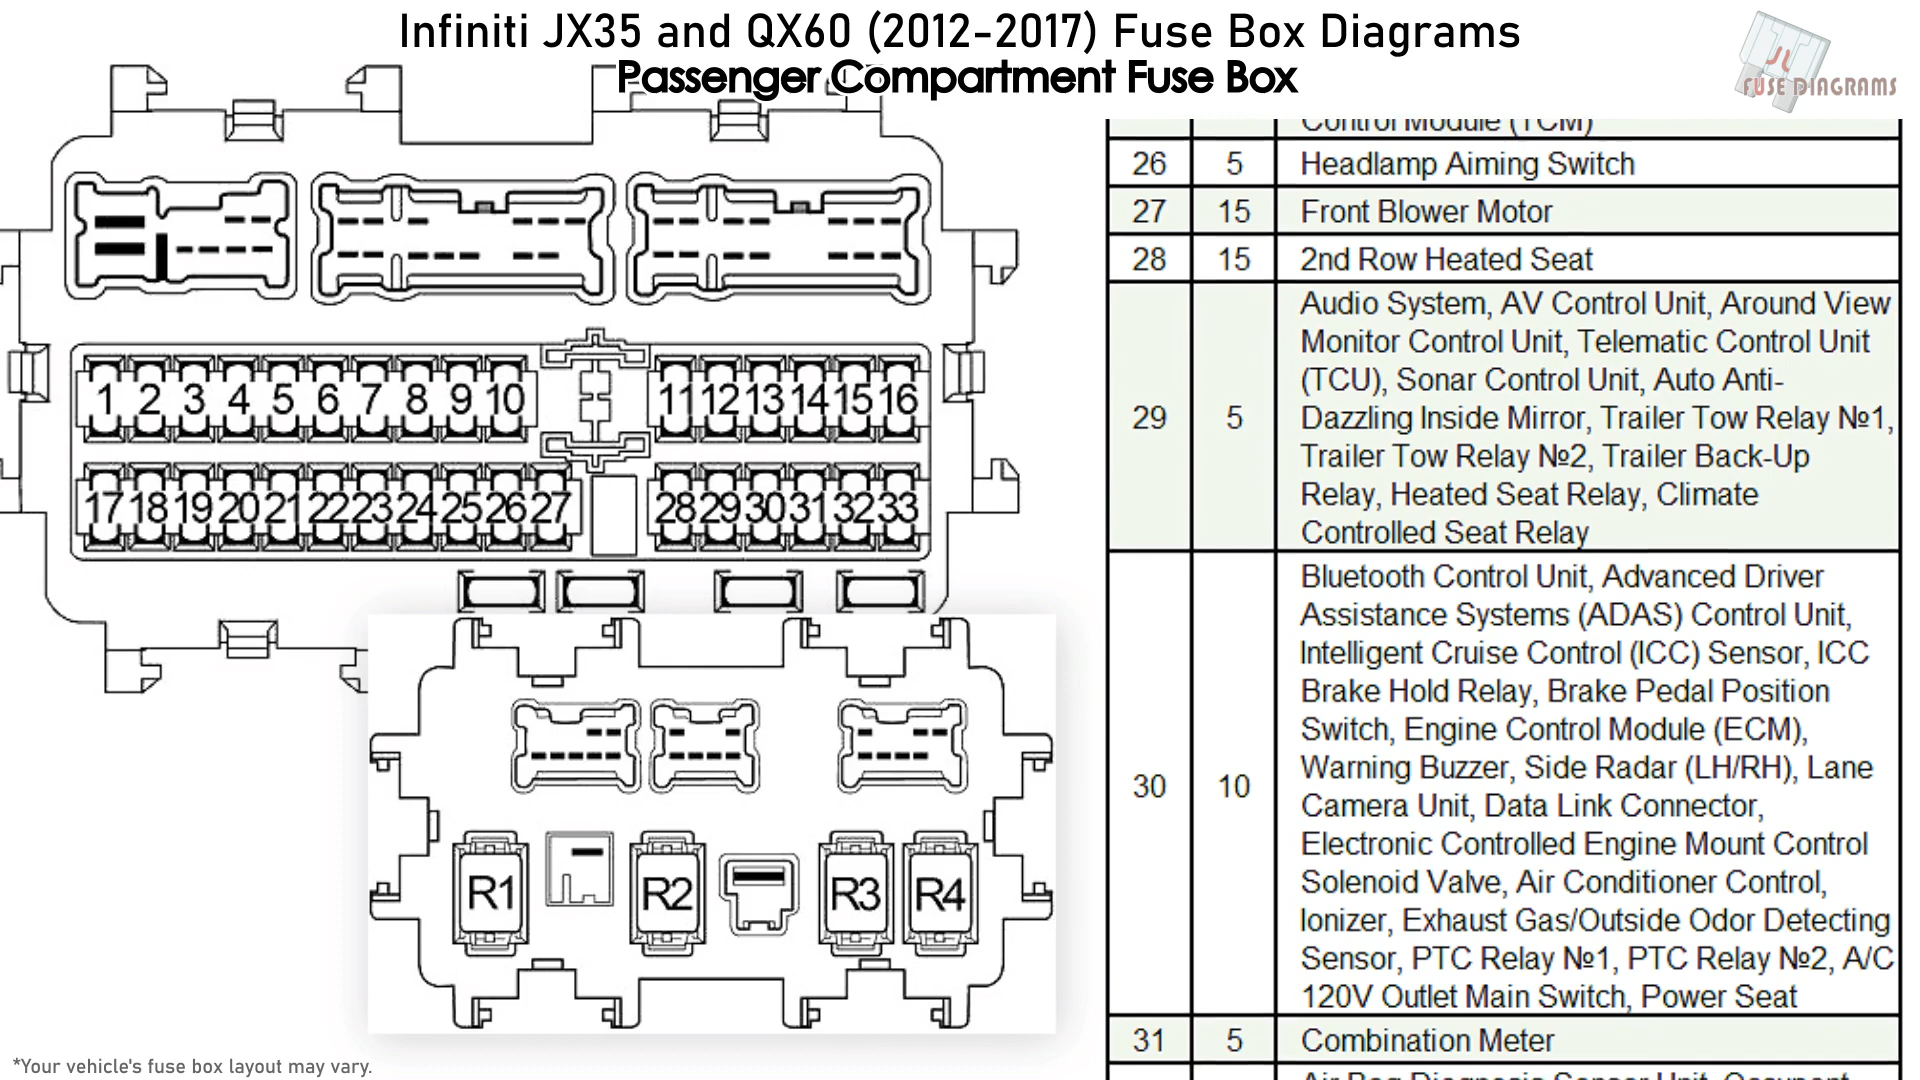 Infiniti JX35 and QX60 (2012-2017) Fuse Box Diagrams
Passenger Compartment Fuse Box
JL
FUSE DIAGRAMS
1 2 3 4 5 6 7 8 9 10 11 12 13 14 15 16
17 18 19 20 21 22 23 24 25 26 27 28 29 30 31 32 33
R1 R2 R3 R4
*Your vehicle's fuse box layout may vary.
Control Module (TCM)
26 5 Headlamp Aiming Switch
27 15 Front Blower Motor
28 15 2nd Row Heated Seat
29 5 Audio System, AV Control Unit, Around View
Monitor Control Unit, Telematic Control Unit
(TCU), Sonar Control Unit, Auto Anti-
Dazzling Inside Mirror, Trailer Tow Relay №1,
Trailer Tow Relay №2, Trailer Back-Up
Relay, Heated Seat Relay, Climate
Controlled Seat Relay
30 10 Bluetooth Control Unit, Advanced Driver
Assistance Systems (ADAS) Control Unit,
Intelligent Cruise Control (ICC) Sensor, ICC
Brake Hold Relay, Brake Pedal Position
Switch, Engine Control Module (ECM),
Warning Buzzer, Side Radar (LH/RH), Lane
Camera Unit, Data Link Connector,
Electronic Controlled Engine Mount Control
Solenoid Valve, Air Conditioner Control,
Ionizer, Exhaust Gas/Outside Odor Detecting
Sensor, PTC Relay №1, PTC Relay №2, A/C
120V Outlet Main Switch, Power Seat
31 5 Combination Meter
Air Bag Diagnosis Sensor Unit, Occupant